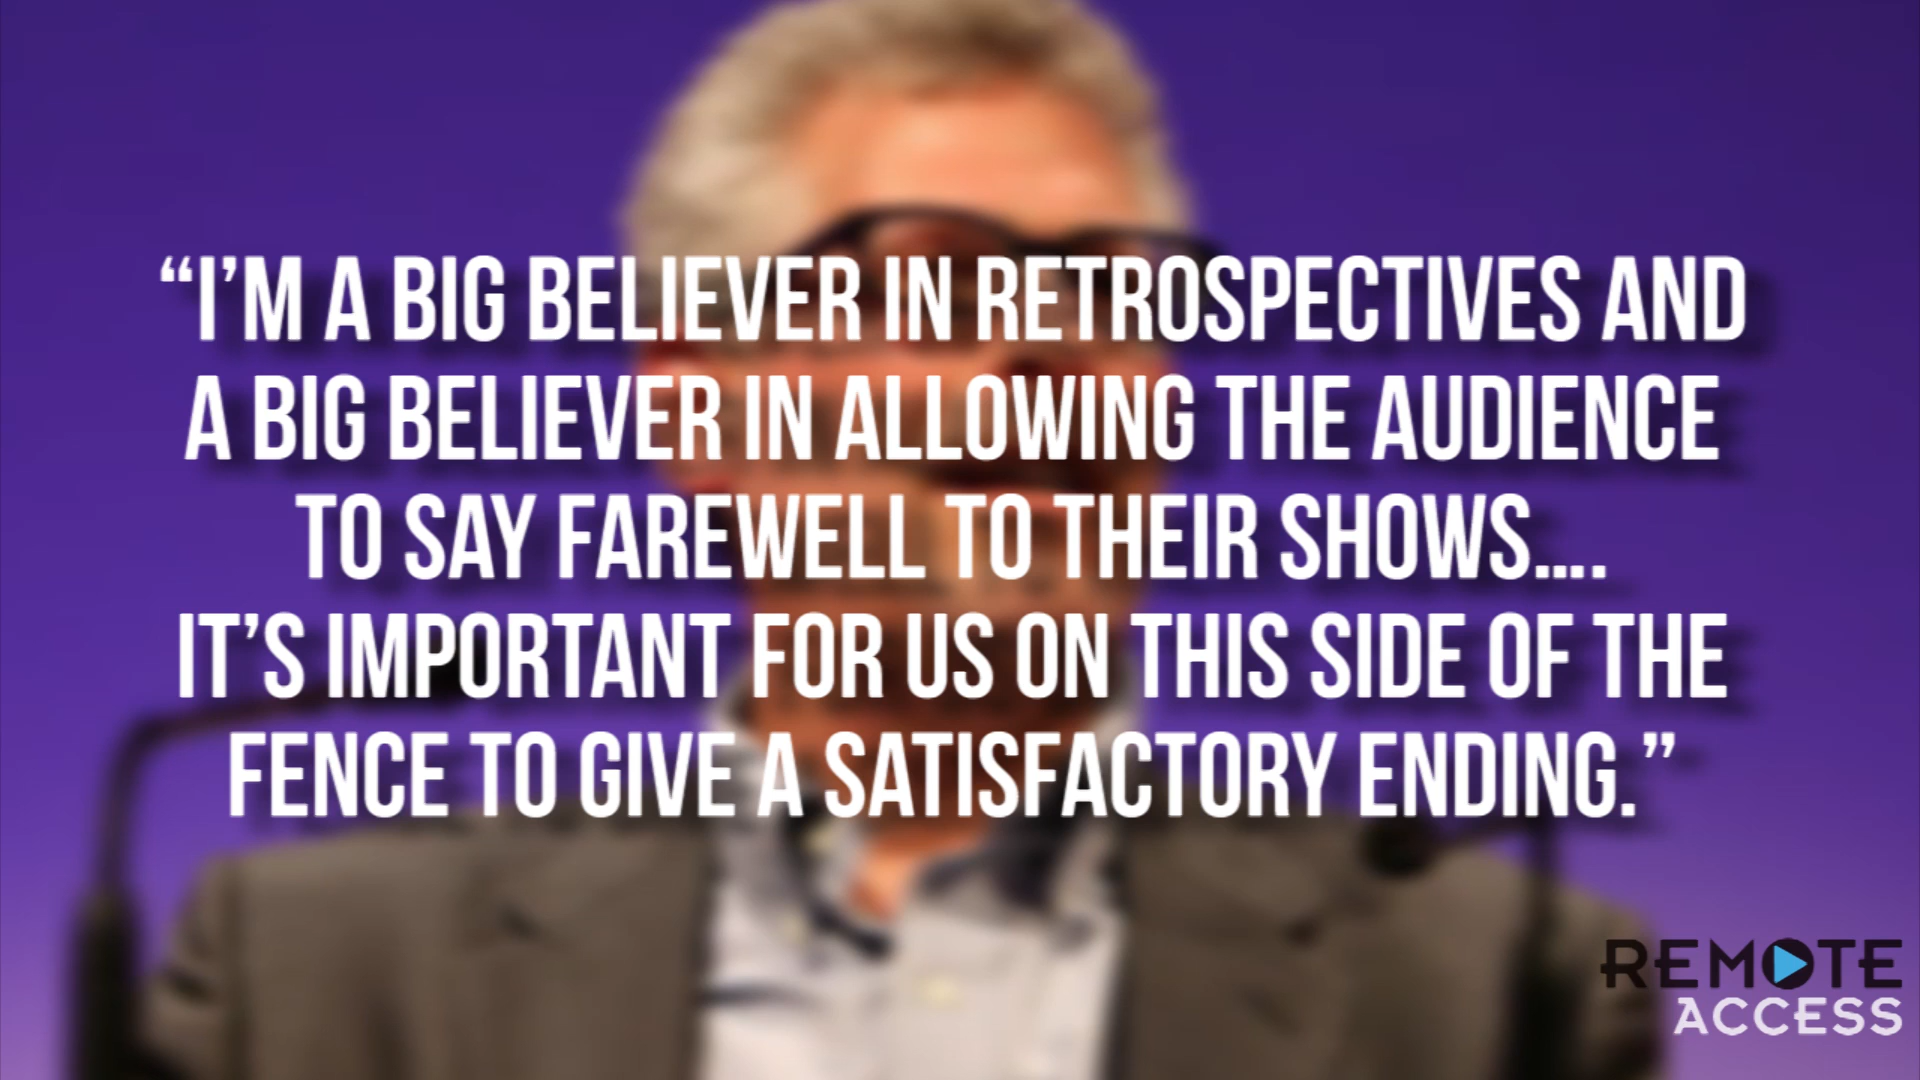 “I’M A BIG BELIEVER IN RETROSPECTIVES AND
A BIG BELIEVER IN ALLOWING THE AUDIENCE
TO SAY FAREWELL TO THEIR SHOWS....
IT’S IMPORTANT FOR US ON THIS SIDE OF THE
FENCE TO GIVE A SATISFACTORY ENDING.”
REMOTE
ACCESS